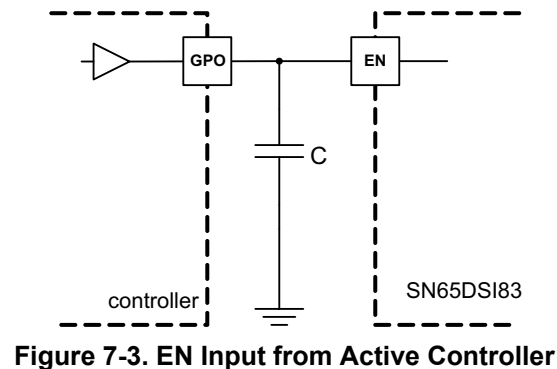 GPO
EN
C
controller
SN65DSI83
Figure 7-3. EN Input from Active Controller